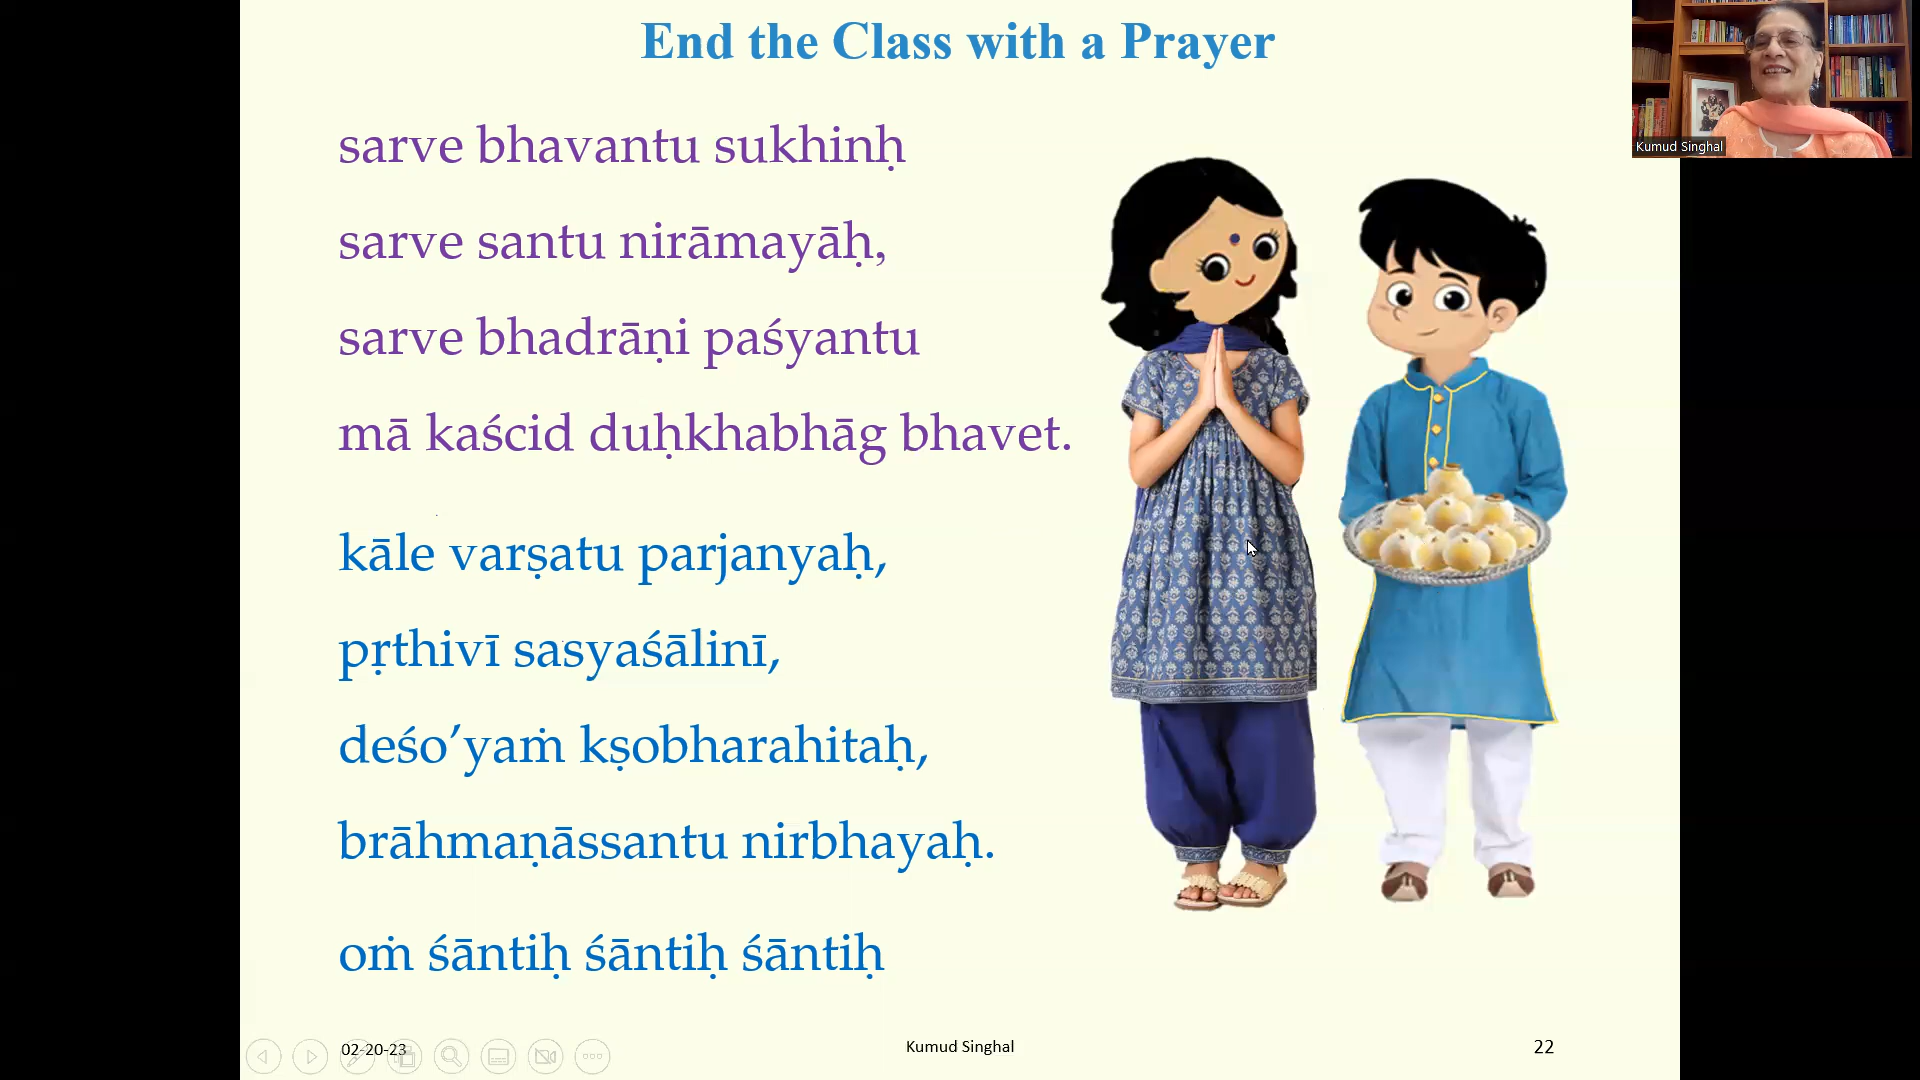 End the Class with a Prayer
sarve bhavantu sukhinḥ
sarve santu nirāmayāḥ,
sarve bhadrāṇi paśyantu
mā kaścid duḥkhabhāg bhavet.
kāle varṣatu parjanyaḥ,
pṛthivī sasyaśālinī,
deśo’yaṁ kṣobharahitaḥ,
brāhmaṇāssantu nirbhayaḥ.
oṁ śāntiḥ śāntiḥ śāntiḥ
02-20-23
Kumud Singhal
22
Kumud Singhal